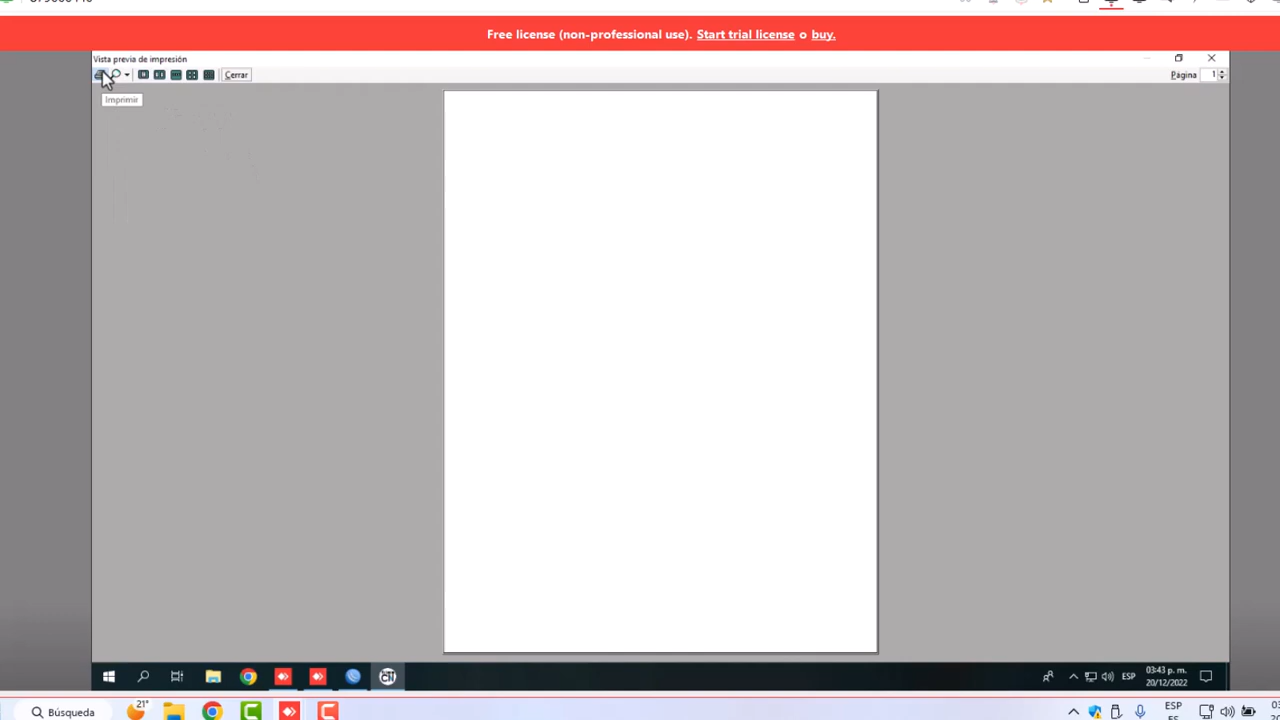 Free license (non-professional use). Start trial license o buy.
Vista previa de impresión
Cerrar
Página 1
Imprimir
ESP
03:43 p. m.
20/12/2022
21°
Búsqueda
ESP